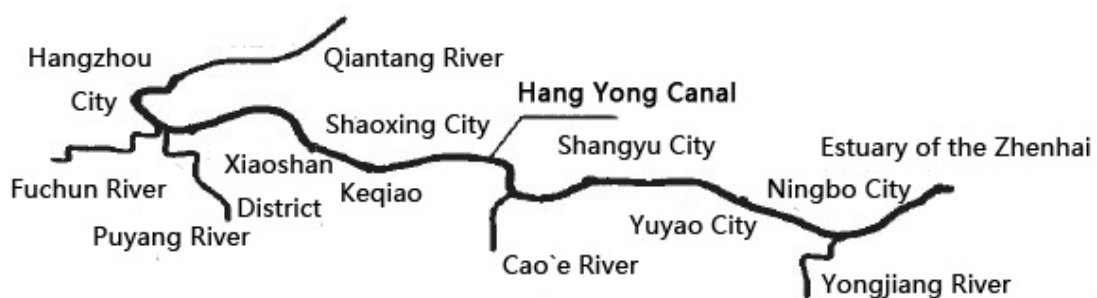 Hangzhou
City
Qiantang River
Hang Yong Canal
Shaoxing City
Shangyu City
Estuary of the Zhenhai
Xiaoshan
District
Fuchun River
Keqiao
Ningbo City
Puyang River
Yuyao City
Cao`e River
Yongjiang River